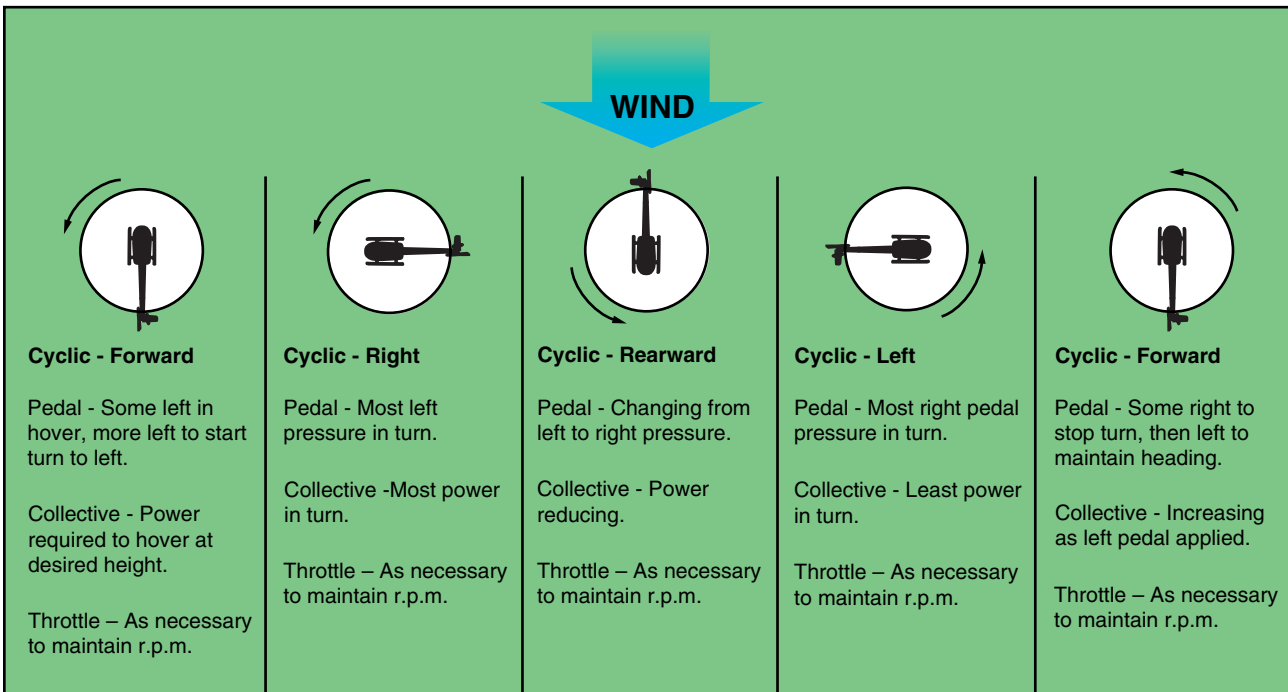 WIND
Cyclic - Forward
Pedal - Some left in
hover, more left to start
turn to left.
Collective - Power
required to hover at
desired height.
Throttle – As necessary
to maintain r.p.m.
Cyclic - Right
Pedal - Most left
pressure in turn.
Collective -Most power
in turn.
Throttle – As necessary
to maintain r.p.m.
Cyclic - Rearward
Pedal - Changing from
left to right pressure.
Collective - Power
reducing.
Throttle – As necessary
to maintain r.p.m.
Cyclic - Left
Pedal - Most right pedal
pressure in turn.
Collective - Least power
in turn.
Throttle – As necessary
to maintain r.p.m.
Cyclic - Forward
Pedal - Some right to
stop turn, then left to
maintain heading.
Collective - Increasing
as left pedal applied.
Throttle – As necessary
to maintain r.p.m.